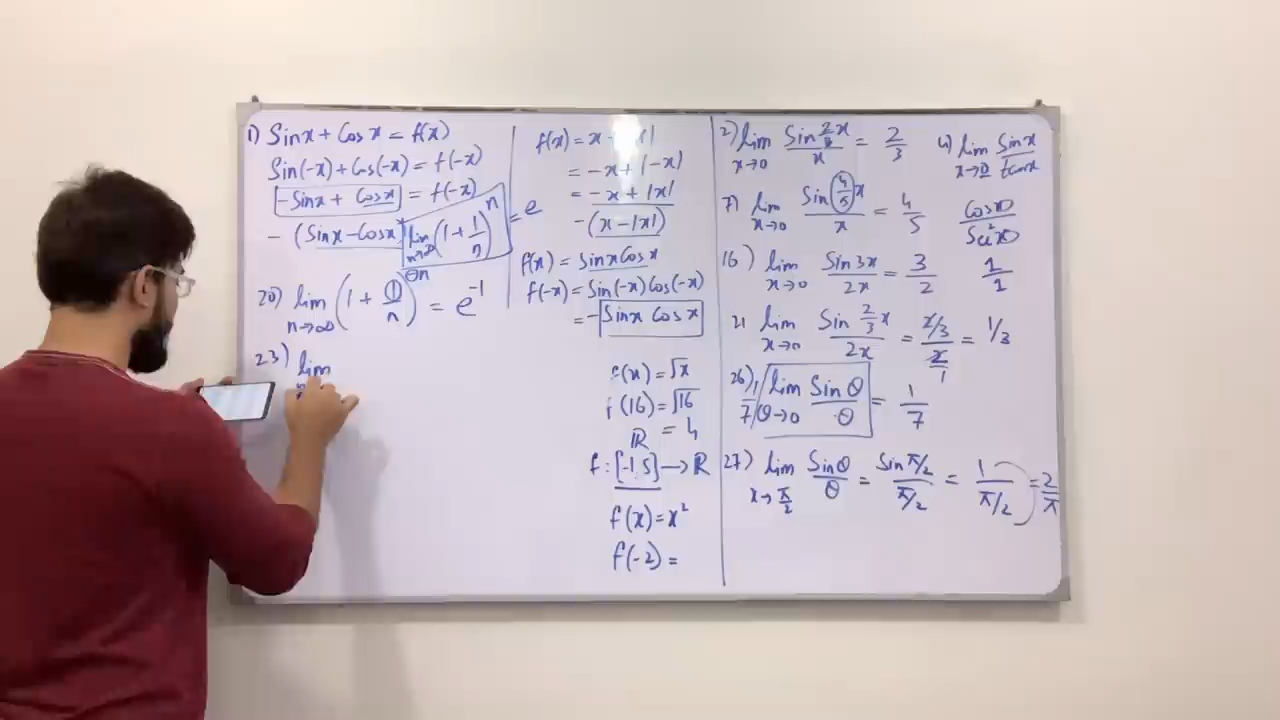 1) Sinx + Cosx = f(x)
Sin(-x) + Cos(-x) = f(-x)
-Sinx + Cosx = f(-x)
- (Sinx - Cosx)
lim n→∞ (1 + 1/n)^n = e
20) lim n→∞ (1 + 1/n) = e^-1
23) lim
f(x) = x - |x|
= -x + |-x|
= -x + |x|
-(x - |x|)
f(x) = Sinx Cosx
f(-x) = Sin(-x) Cos(-x)
= - Sinx Cosx
f(x) = √x
f(16) = √16
= 4
ℝ
f: [-1 5] → ℝ
f(x) = x²
f(-2) =
2) lim x→0 Sin 2/3 x / x = 2/3
7) lim x→0 Sin (4/5) x / x = 4/5
16) lim x→0 Sin 3x / 2x = 3/2
21 lim x→0 Sin 2/3 x / 2x = 2/3 / 2/1 = 1/3
26) 1/7 lim θ→0 Sin θ / θ = 1/7
27) lim x→π/2 Sinθ / θ = Sin π/2 / π/2 = 1 / π/2 = 2/π
4) lim x→0 Sinx / tanx
1/1